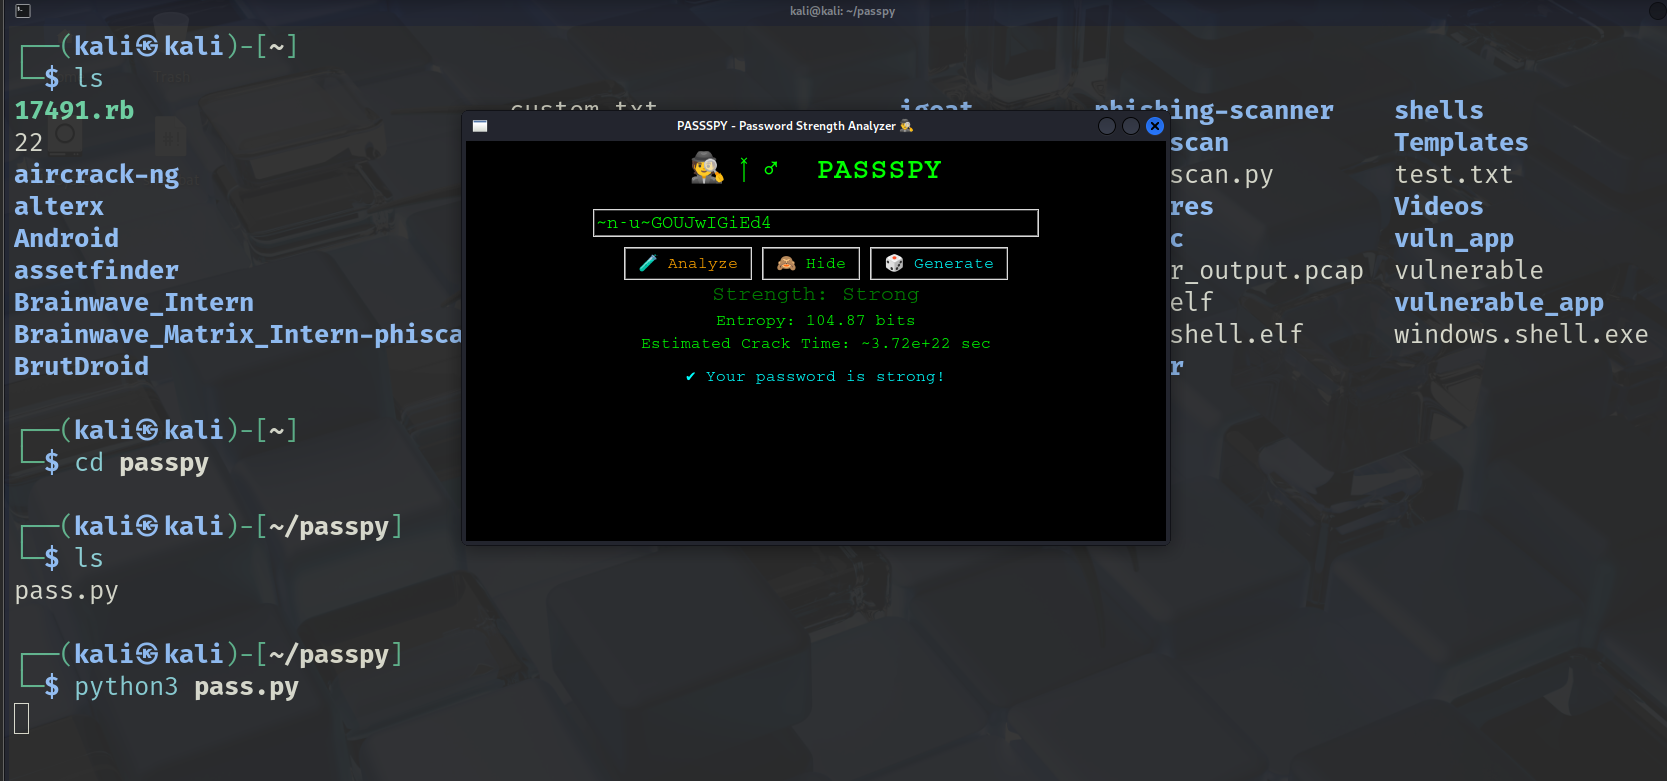 kali@kali: ~/passpy
┌──(kali㉿kali)-[~]
└─$ ls
17491.rb custom.txt igoat phishing-scanner shells
22 scan Templates
aircrack-ng scan.py test.txt
alterx res Videos
Android c vuln_app
assetfinder r_output.pcap vulnerable
Brainwave_Intern elf vulnerable_app
Brainwave_Matrix_Intern-phisca shell.elf windows.shell.exe
BrutDroid r
PASSSPY - Password Strength Analyzer 🕵
PASSSPY
~n-u~GOUJwIGiEd4
🧪 Analyze 🙈 Hide 🎲 Generate
Strength: Strong
Entropy: 104.87 bits
Estimated Crack Time: ~3.72e+22 sec
✔ Your password is strong!
┌──(kali㉿kali)-[~]
└─$ cd passpy
┌──(kali㉿kali)-[~/passpy]
└─$ ls
pass.py
┌──(kali㉿kali)-[~/passpy]
└─$ python3 pass.py